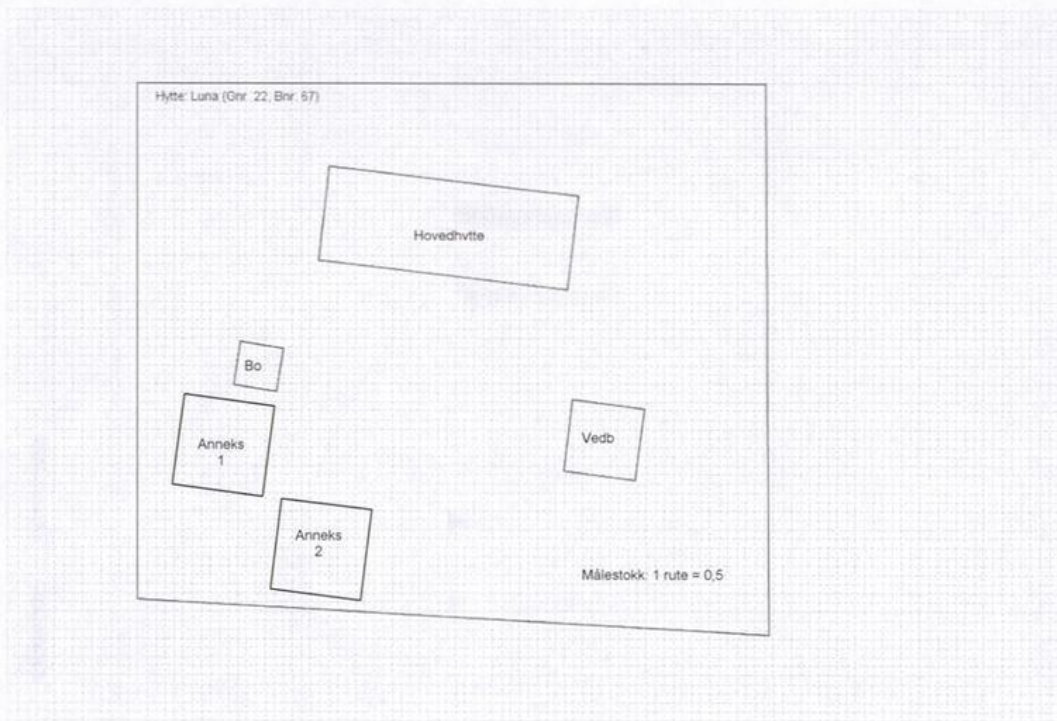 Hytte: Luna (Gnr. 22, Bnr. 67)
Hovedhytte
Bo
Anneks
1
Vedb
Anneks
2
Målestokk: 1 rute = 0,5